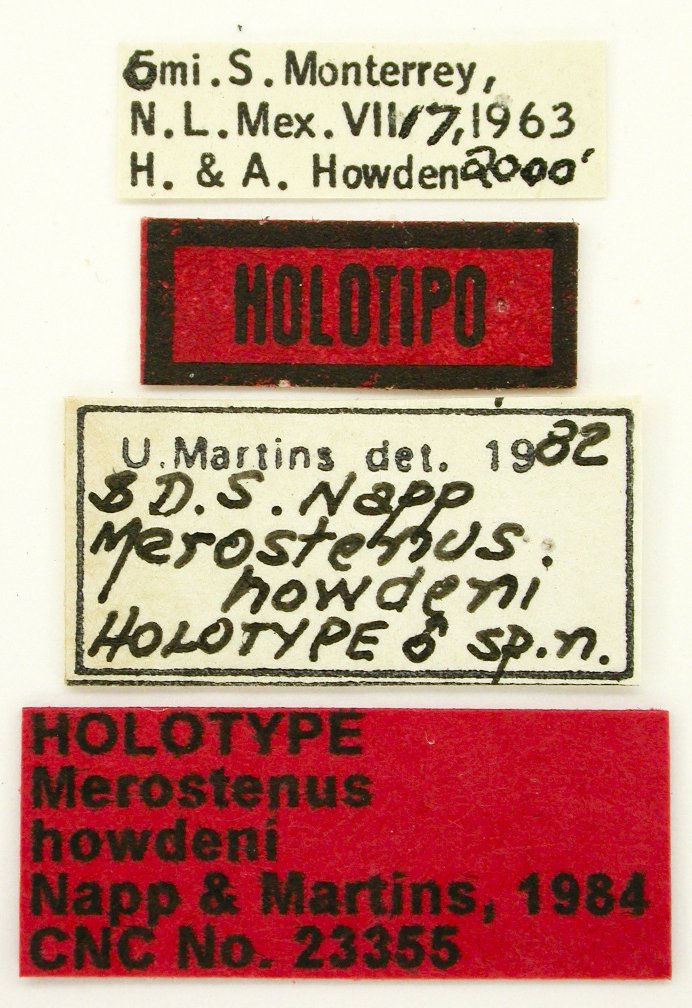 6mi. S. Monterrey,
N. L. Mex. VII 17, 1963
H. & A. Howden 2000'
HOLOTIPO
U. Martins det. 1982
& D. S. Napp
Merostenus.
howdeni
HOLOTYPE ♂ sp. n.
HOLOTYPE
Merostenus
howdeni
Napp & Martins, 1984
CNC No. 23355